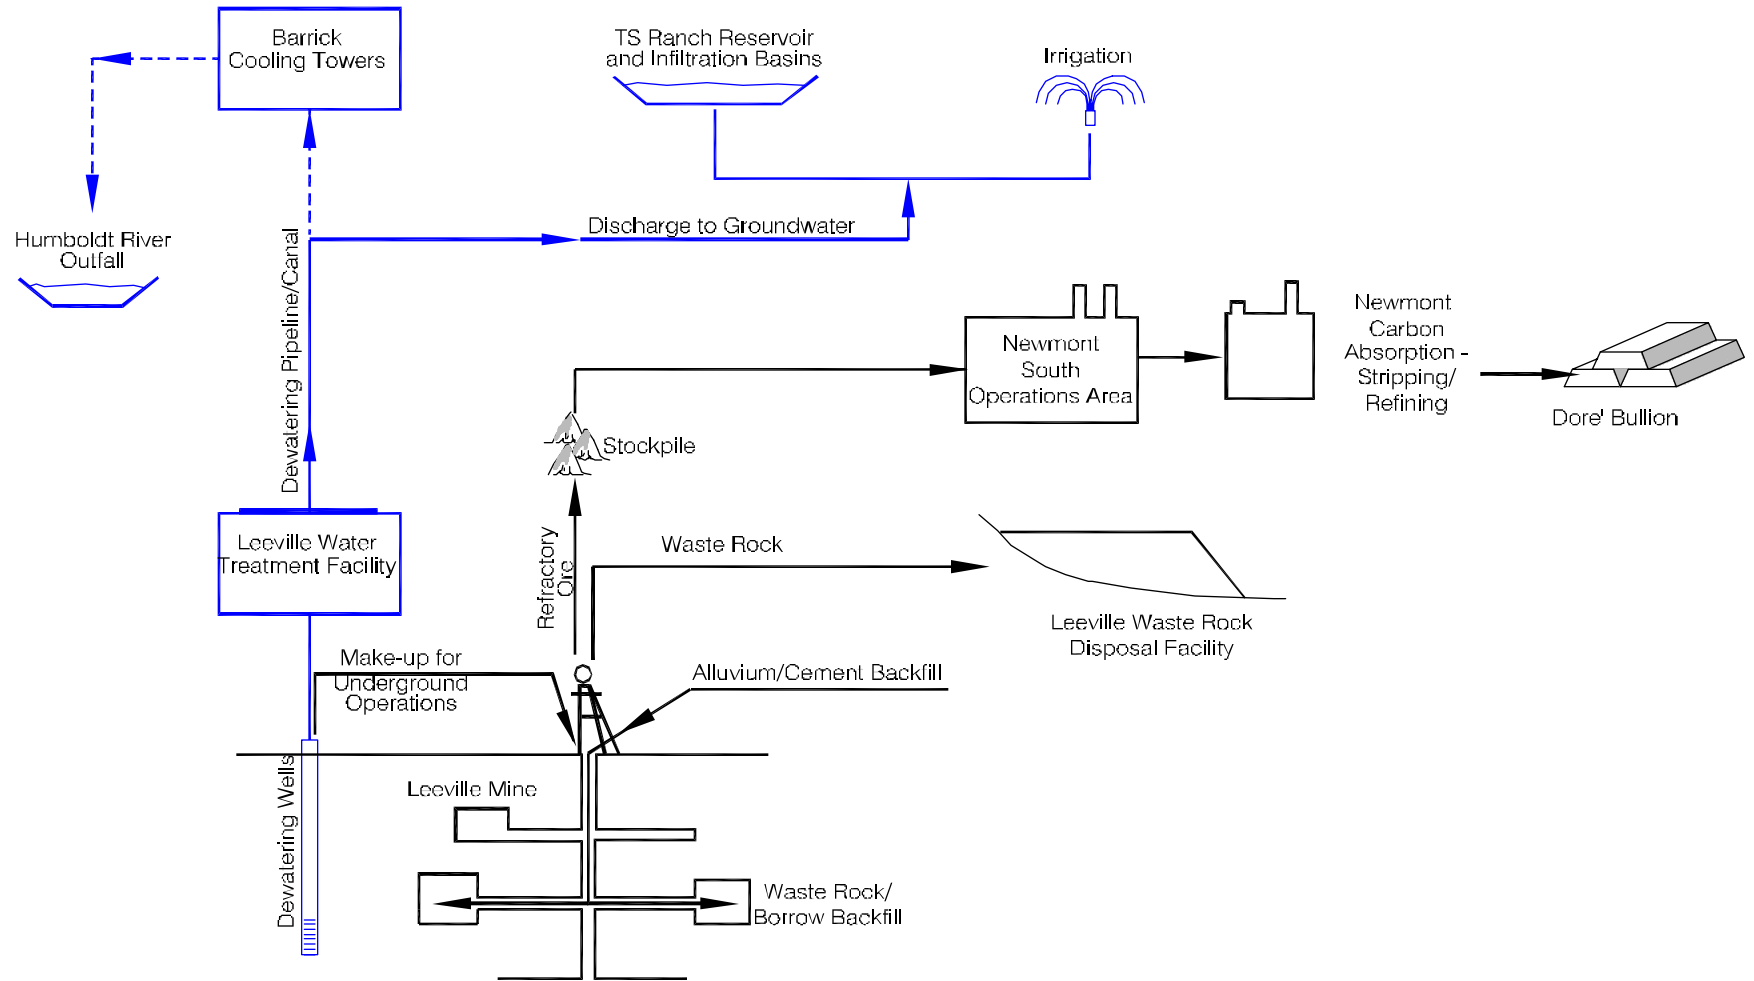 Barrick
Cooling Towers
TS Ranch Reservoir
and Infiltration Basins
Irrigation
Humboldt River
Outfall
Discharge to Groundwater
Dewatering Pipeline/Canal
Newmont
South
Operations Area
Newmont
Carbon
Absorption -
Stripping/
Refining
Dore' Bullion
Stockpile
Leeville Water
Treatment Facility
Refractory
Ore
Waste Rock
Leeville Waste Rock
Disposal Facility
Make-up for
Underground
Operations
Alluvium/Cement Backfill
Dewatering Wells
Leeville Mine
Waste Rock/
Borrow Backfill